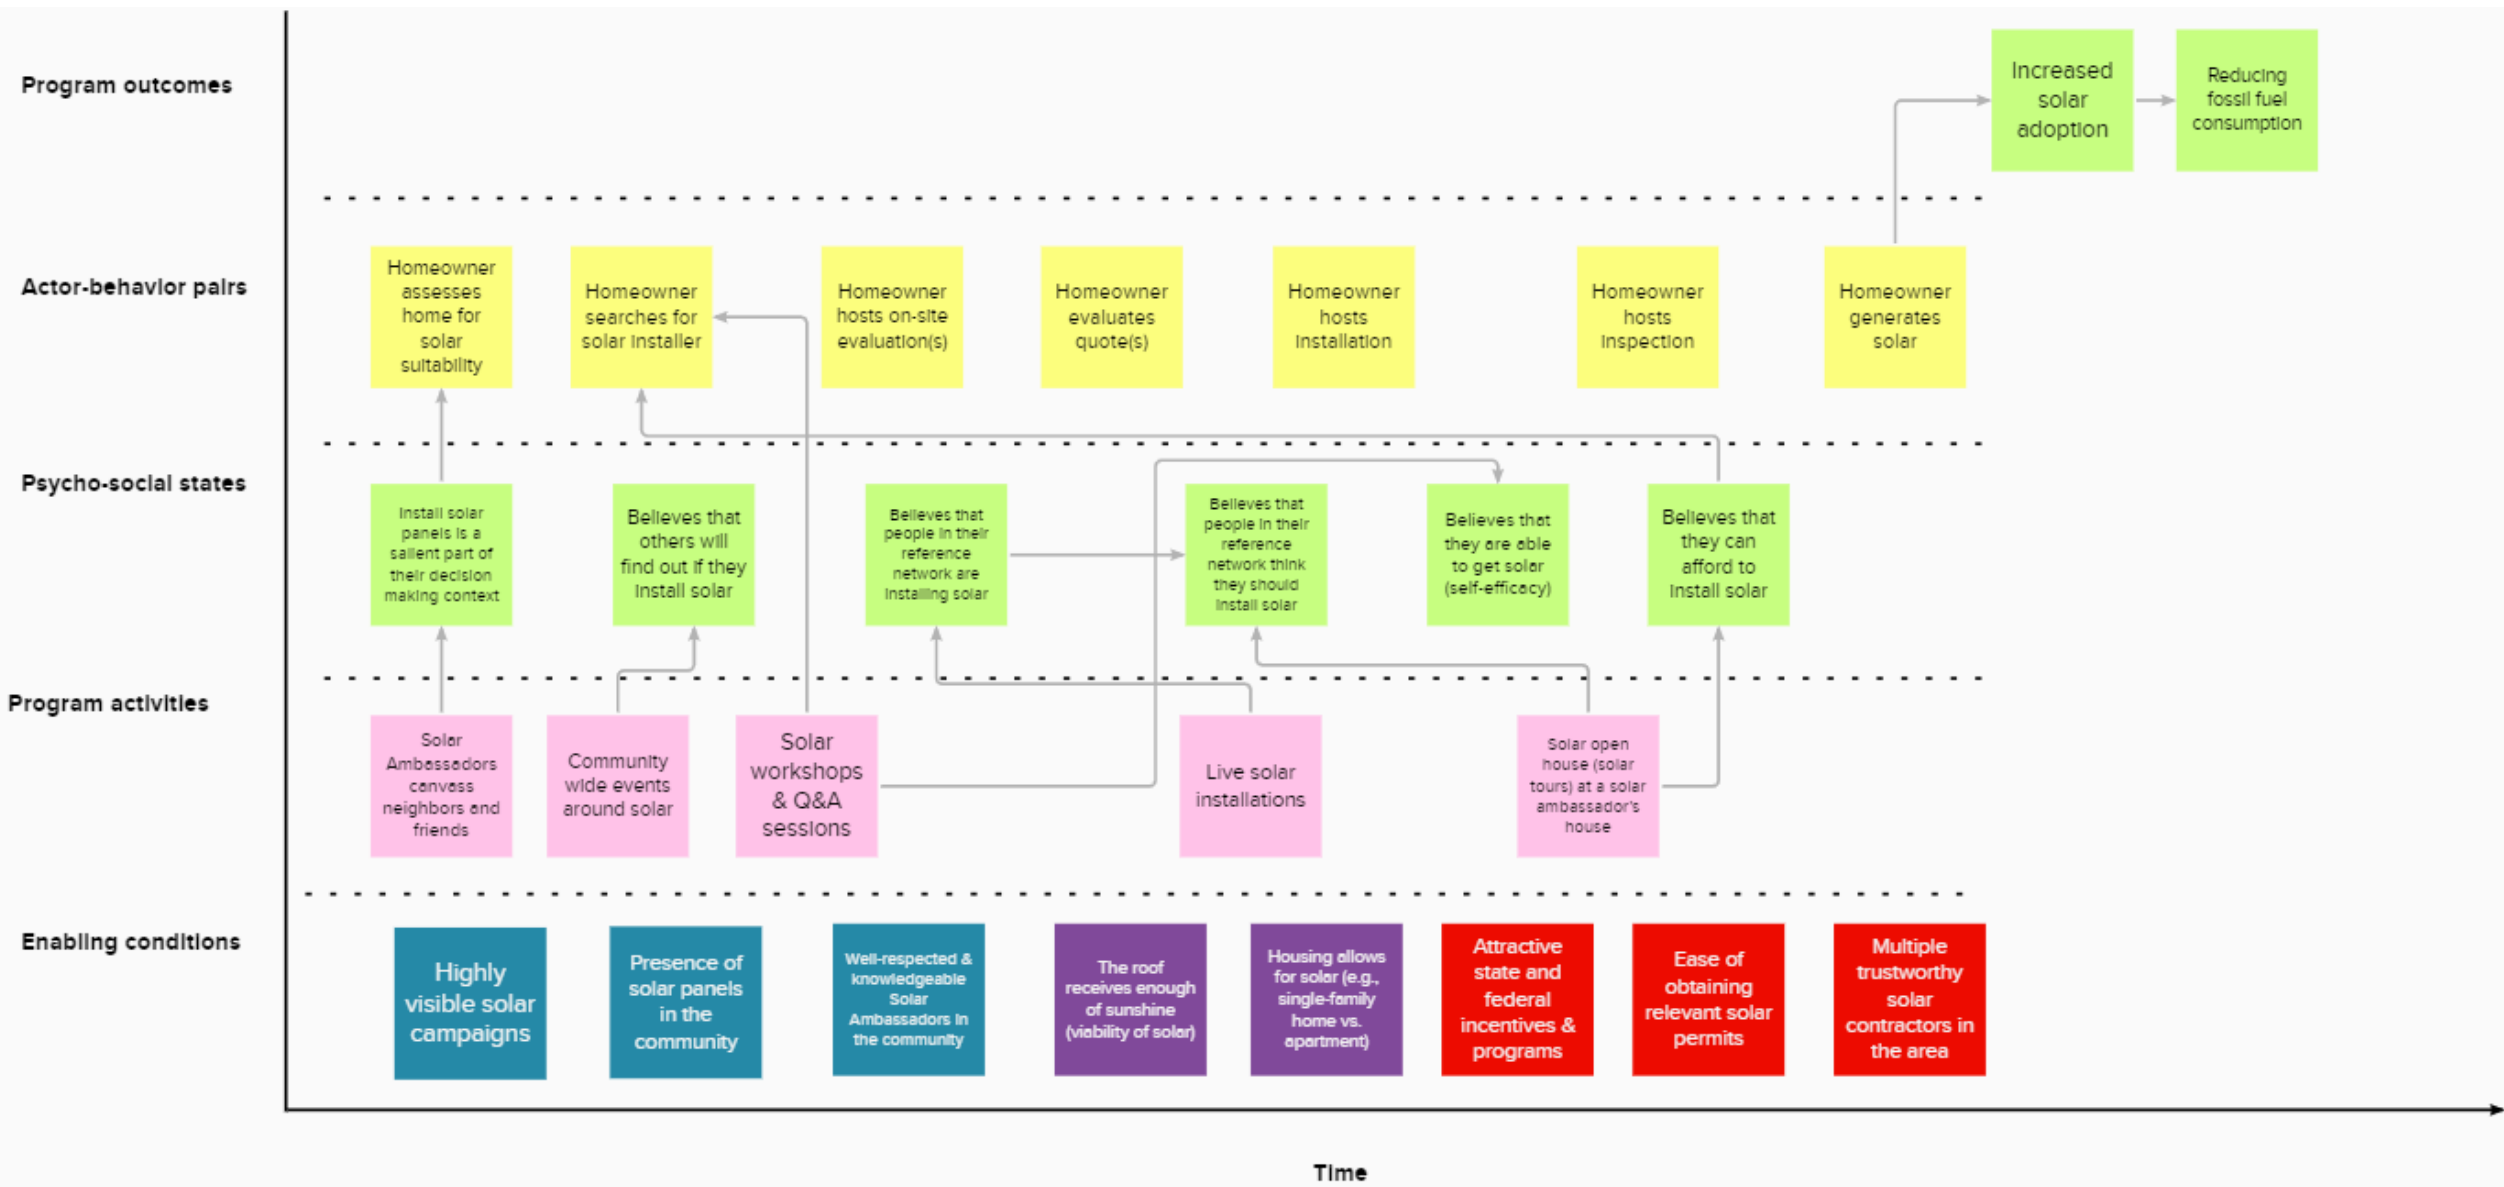 Program outcomes
Increased
solar
adoption
Reducing
fossil fuel
consumption
Actor-behavior pairs
Homeowner
assesses
home for
solar
suitability
Homeowner
searches for
solar installer
Homeowner
hosts on-site
evaluation(s)
Homeowner
evaluates
quote(s)
Homeowner
hosts
installation
Homeowner
hosts
inspection
Homeowner
generates
solar
Psycho-social states
Install solar
panels is a
salient part of
their decision
making context
Believes that
others will
find out if they
install solar
Believes that
people in their
reference
network are
installing solar
Believes that
people in their
reference
network think
they should
install solar
Believes that
they are able
to get solar
(self-efficacy)
Believes that
they can
afford to
install solar
Program activities
Solar
Ambassadors
canvass
neighbors and
friends
Community
wide events
around solar
Solar
workshops
& Q&A
sessions
Live solar
installations
Solar open
house (solar
tours) at a solar
ambassador's
house
Enabling conditions
Highly
visible solar
campaigns
Presence of
solar panels
in the
community
Well-respected &
knowledgeable
Solar
Ambassadors in
the community
The roof
receives enough
of sunshine
(viability of solar)
Housing allows
for solar (e.g.,
single-family
home vs.
apartment)
Attractive
state and
federal
incentives &
programs
Ease of
obtaining
relevant solar
permits
Multiple
trustworthy
solar
contractors in
the area
Time